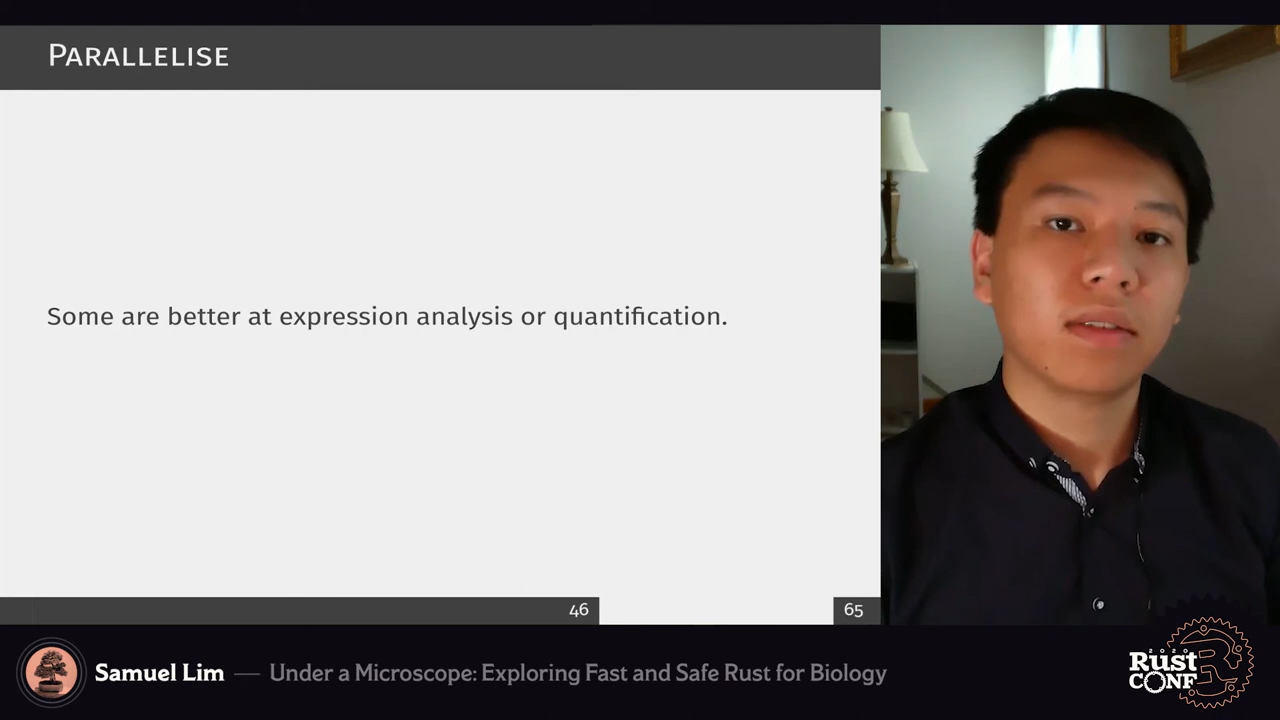 PARALLELISE
Some are better at expression analysis or quantification.
46
65
Samuel Lim — Under a Microscope: Exploring Fast and Safe Rust for Biology
2020
Rust
CONF